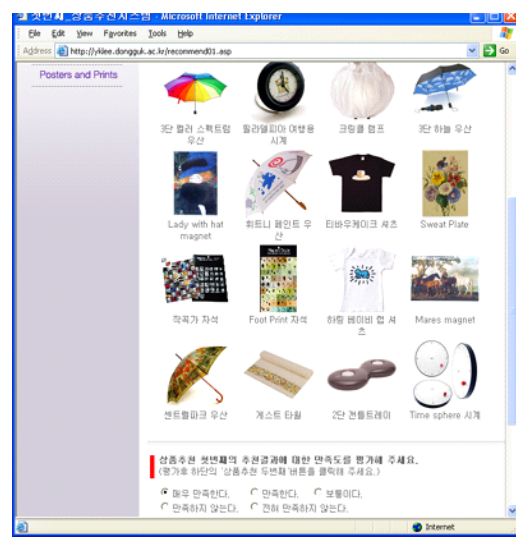 첫번째_상품추천시스템 - Microsoft Internet Explorer
File Edit View Favorites Tools Help
Address http://yklee.dongguk.ac.kr/recommend01.asp Go
Posters and Prints
3단 컬러 스펙트럼 우산
필라델피아 여행용 시계
크링클 램프
3단 하늘 우산
Lady with hat magnet
휘트니 페인트 우산
티바우케이크 셔츠
Sweat Plate
작곡가 자석
Foot Print 자석
하링 베이비 랩 셔츠
Mares magnet
센트럴파크 우산
게스트 타월
2단 캔들트레이
Time sphere 시계
상품추천 첫번째의 추천결과에 대한 만족도를 평가해 주세요.
(평가후 하단의 '상품추천 두번째'버튼을 클릭해 주세요.)
매우 만족한다. 만족한다. 보통이다.
만족하지 않는다. 전혀 만족하지 않는다.
Internet